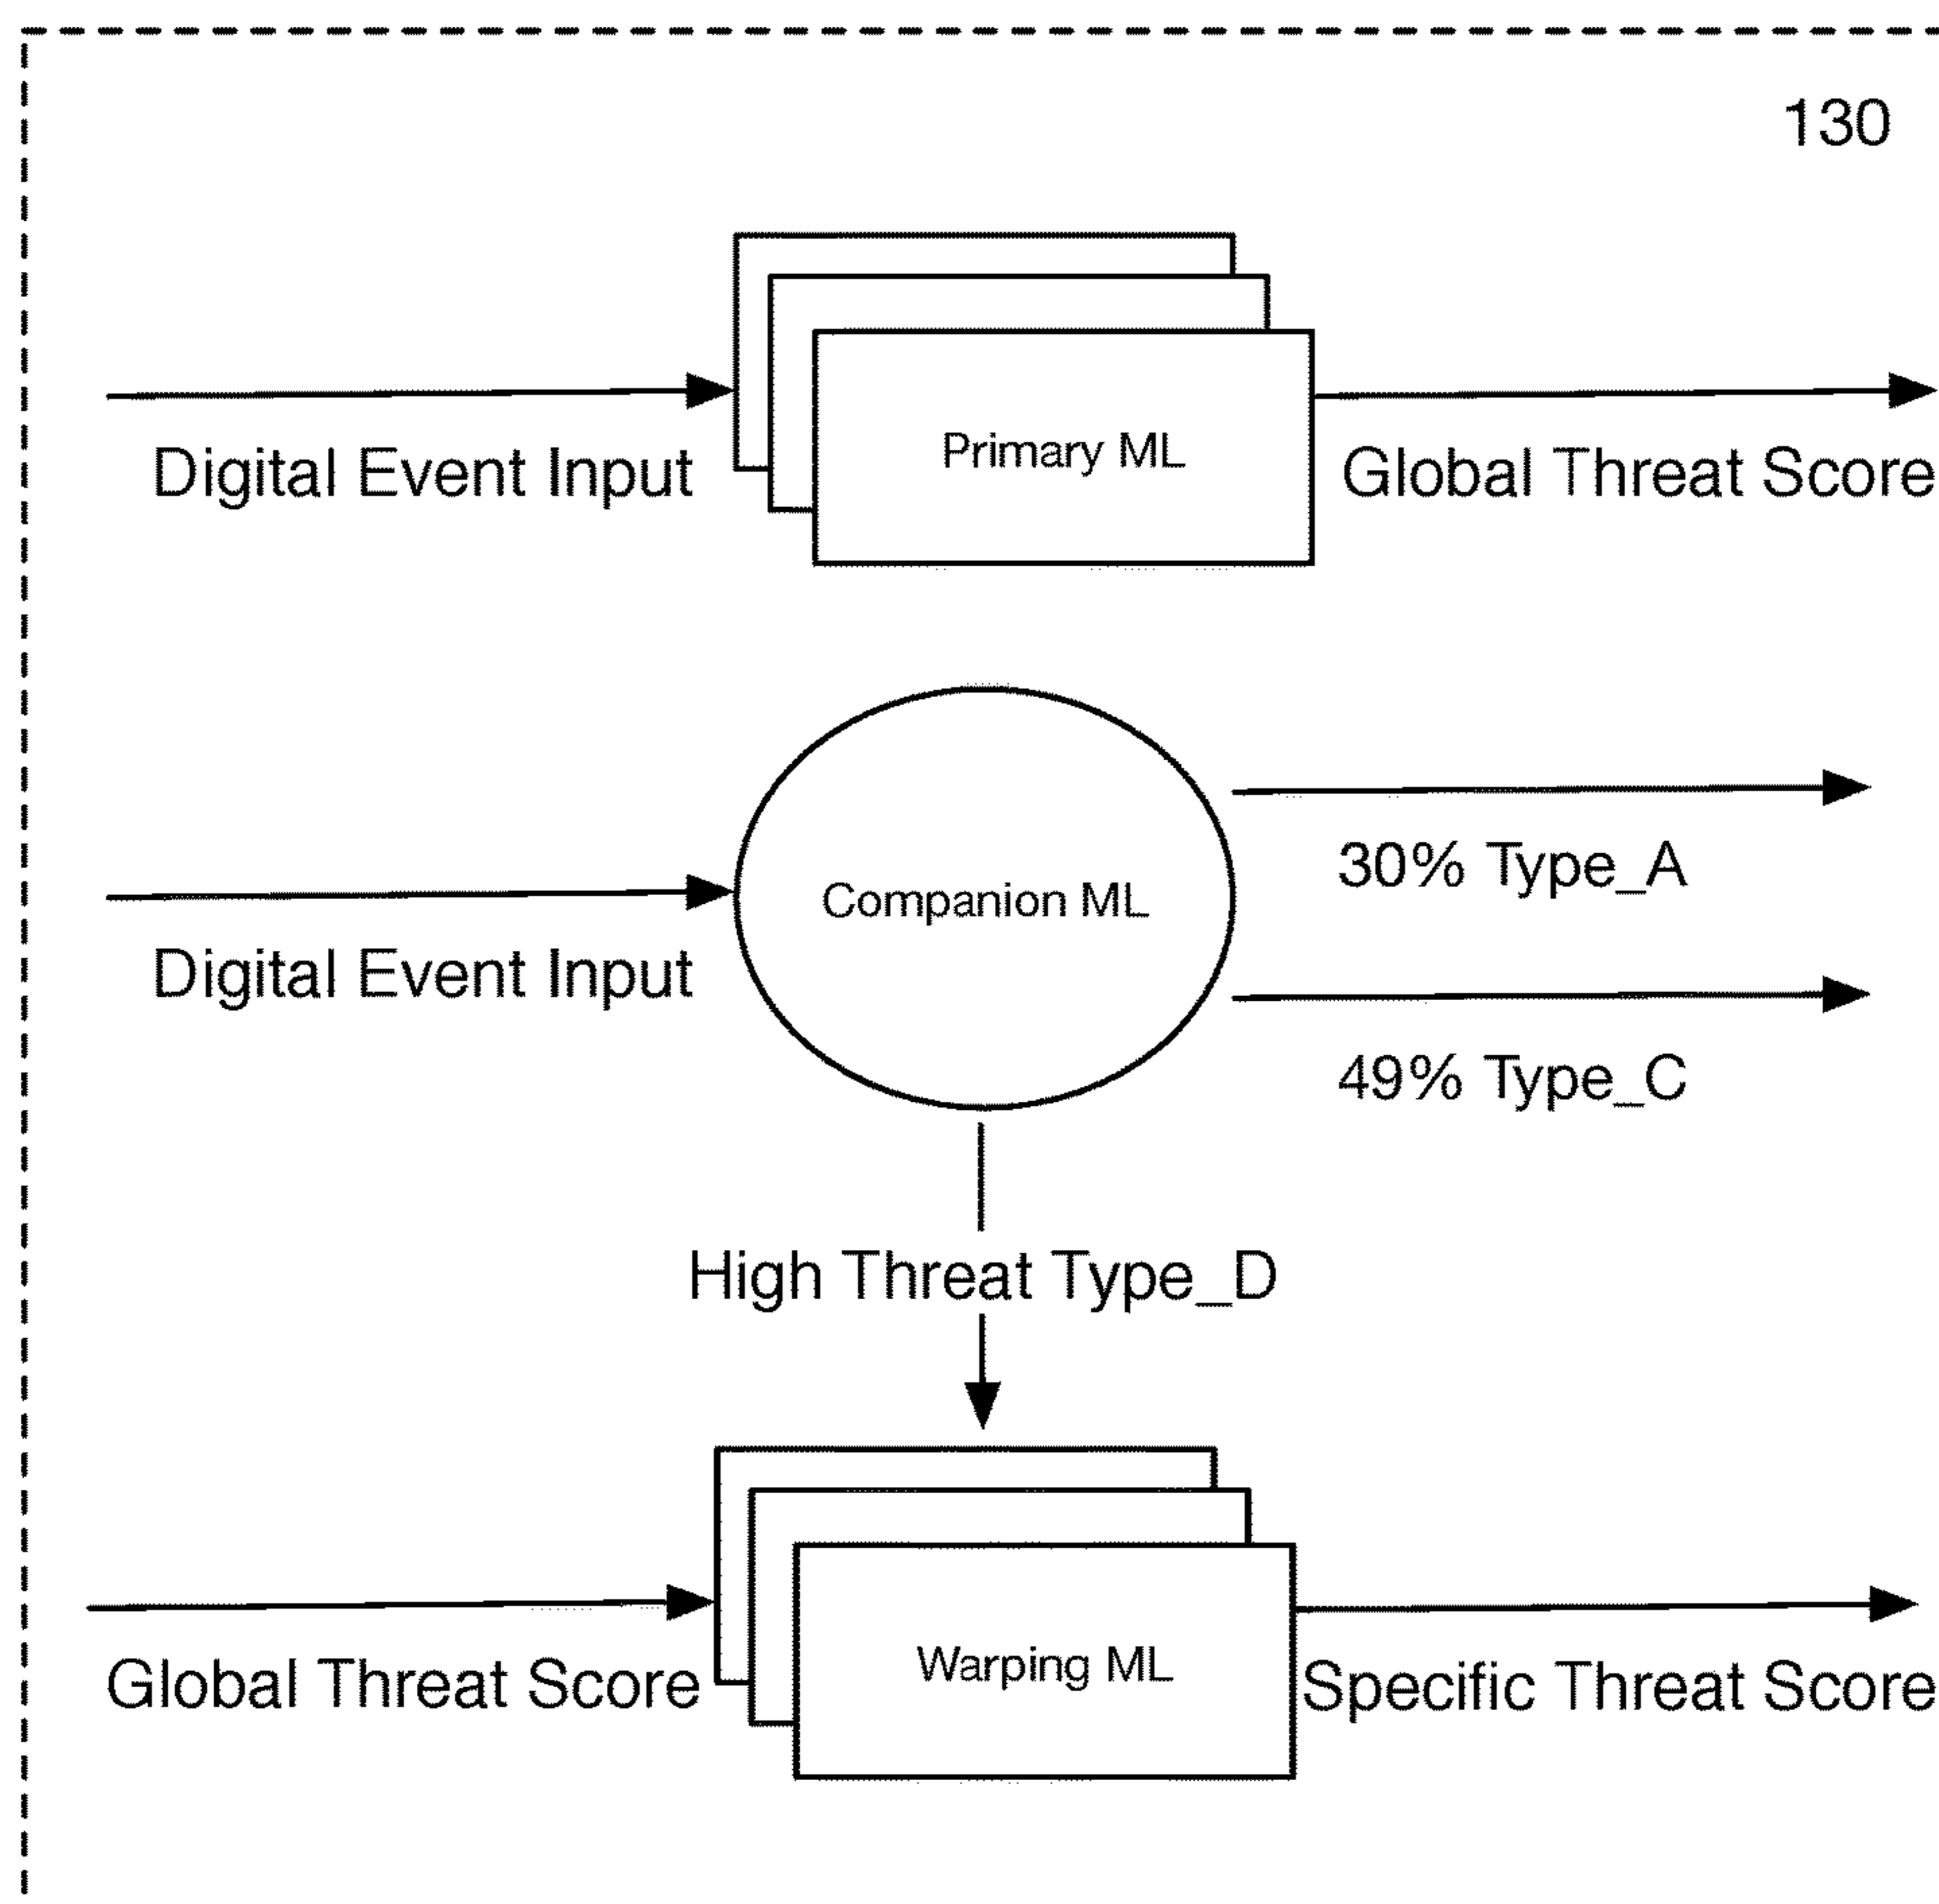 130
Primary ML
Digital Event Input
Global Threat Score
30% Type_A
Companion ML
Digital Event Input
49% Type_C
High Threat Type_D
Warping ML
Global Threat Score
Specific Threat Score